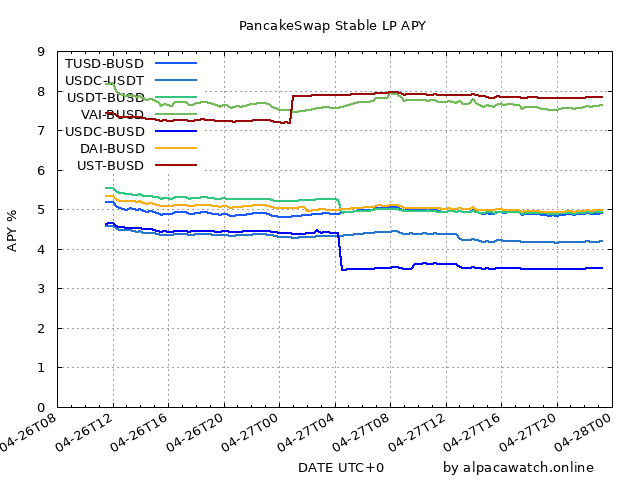 PancakeSwap Stable LP APY
APY %
9
8
7
6
5
4
3
2
1
0
TUSD-BUSD
USDC-USDT
USDT-BUSD
VAI-BUSD
USDC-BUSD
DAI-BUSD
UST-BUSD
04-26T08
04-26T12
04-26T16
04-26T20
04-27T00
04-27T04
04-27T08
04-27T12
04-27T16
04-27T20
04-28T00
DATE UTC+0
by alpacawatch.online